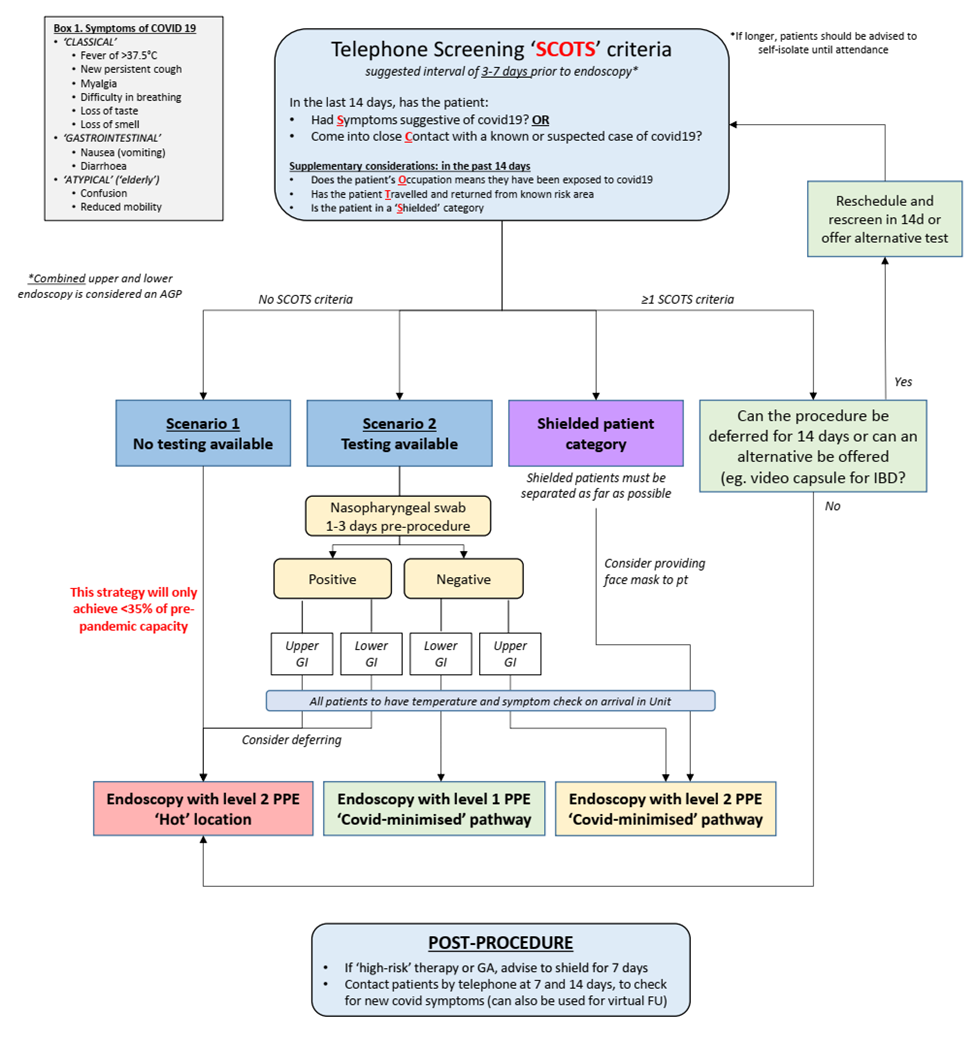 Box 1. Symptoms of COVID 19
• 'CLASSICAL'
• Fever of >37.5°C
• New persistent cough
• Myalgia
• Difficulty in breathing
• Loss of taste
• Loss of smell
• 'GASTROINTESTINAL'
• Nausea (vomiting)
• Diarrhoea
• 'ATYPICAL' ('elderly')
• Confusion
• Reduced mobility
Telephone Screening 'SCOTS' criteria
suggested interval of 3-7 days prior to endoscopy*
In the last 14 days, has the patient:
• Had Symptoms suggestive of covid19? OR
• Come into close Contact with a known or suspected case of covid19?
Supplementary considerations: in the past 14 days
• Does the patient's Occupation means they have been exposed to covid19
• Has the patient Travelled and returned from known risk area
• Is the patient in a 'Shielded' category
*If longer, patients should be advised to
self-isolate until attendance
Reschedule and
rescreen in 14d or
offer alternative test
*Combined upper and lower
endoscopy is considered an AGP
No SCOTS criteria
≥1 SCOTS criteria
Yes
Scenario 1
No testing available
Scenario 2
Testing available
Shielded patient
category
Can the procedure be
deferred for 14 days or can an
alternative be offered
(eg. video capsule for IBD?
Shielded patients must be
separated as far as possible
No
Nasopharyngeal swab
1-3 days pre-procedure
Positive
Negative
Consider providing
face mask to pt
This strategy will only
achieve <35% of pre-
pandemic capacity
Upper
GI
Lower
GI
Lower
GI
Upper
GI
All patients to have temperature and symptom check on arrival in Unit
Consider deferring
Endoscopy with level 2 PPE
'Hot' location
Endoscopy with level 1 PPE
'Covid-minimised' pathway
Endoscopy with level 2 PPE
'Covid-minimised' pathway
POST-PROCEDURE
• If 'high-risk' therapy or GA, advise to shield for 7 days
• Contact patients by telephone at 7 and 14 days, to check
for new covid symptoms (can also be used for virtual FU)